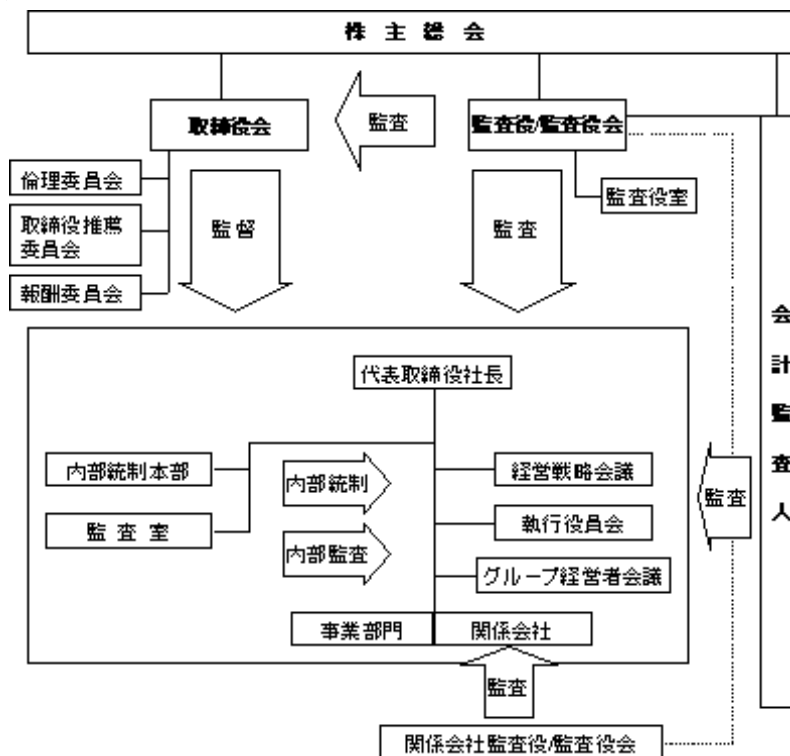 株主総会
取締役会
監査
監査役/監査役会
倫理委員会
取締役推薦
委員会
報酬委員会
監督
監査
監査役室
会計監査人
代表取締役社長
内部統制本部
監査室
内部統制
内部監査
経営戦略会議
執行役員会
グループ経営者会議
監査
事業部門
関係会社
監査
関係会社監査役/監査役会